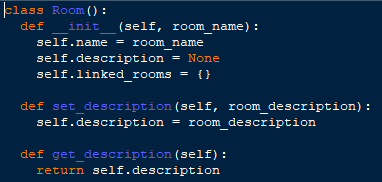 class Room():
  def __init__(self, room_name):
    self.name = room_name
    self.description = None
    self.linked_rooms = {}

  def set_description(self, room_description):
    self.description = room_description

  def get_description(self):
    return self.description